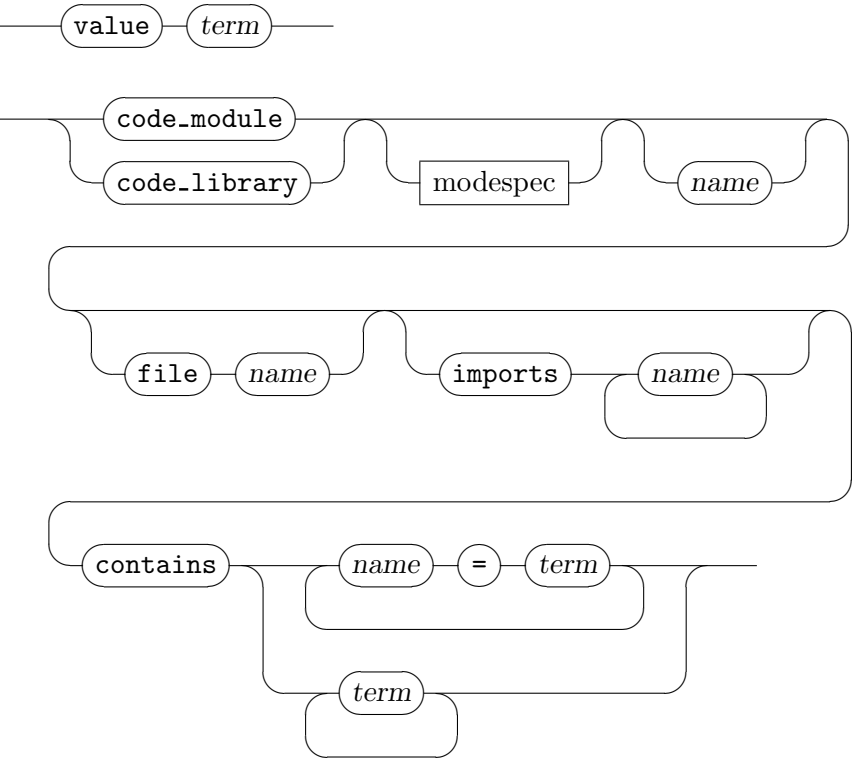 value term
code_module
code_library modespec name
file name imports name
contains name = term
term